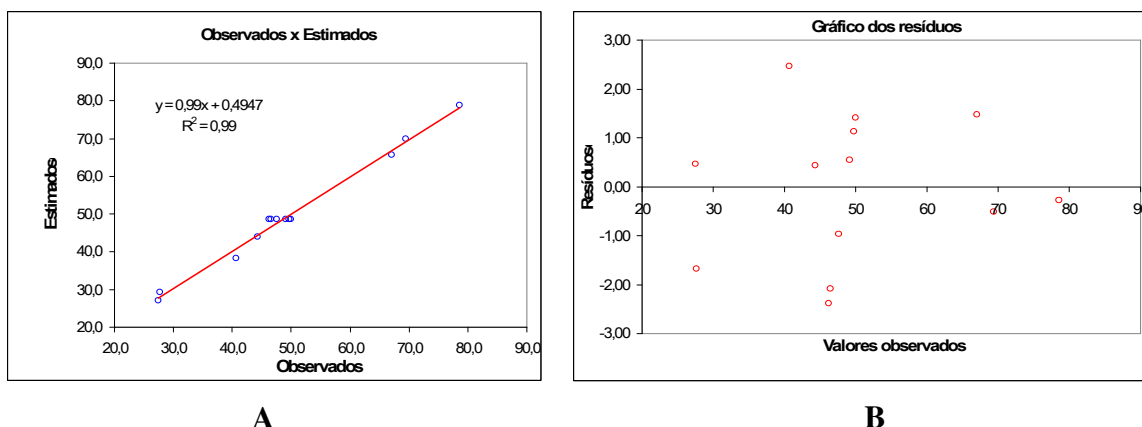 Observados x Estimados
90,0
80,0
70,0
60,0
50,0
40,0
30,0
20,0
y = 0,99x + 0,4947
R² = 0,99
Estimados
20,0 30,0 40,0 50,0 60,0 70,0 80,0 90,0
Observados
A
Gráfico dos resíduos
3,00
2,00
1,00
0,00
-1,00
-2,00
-3,00
20 30 40 50 60 70 80 90
Resíduos
Valores observados
B